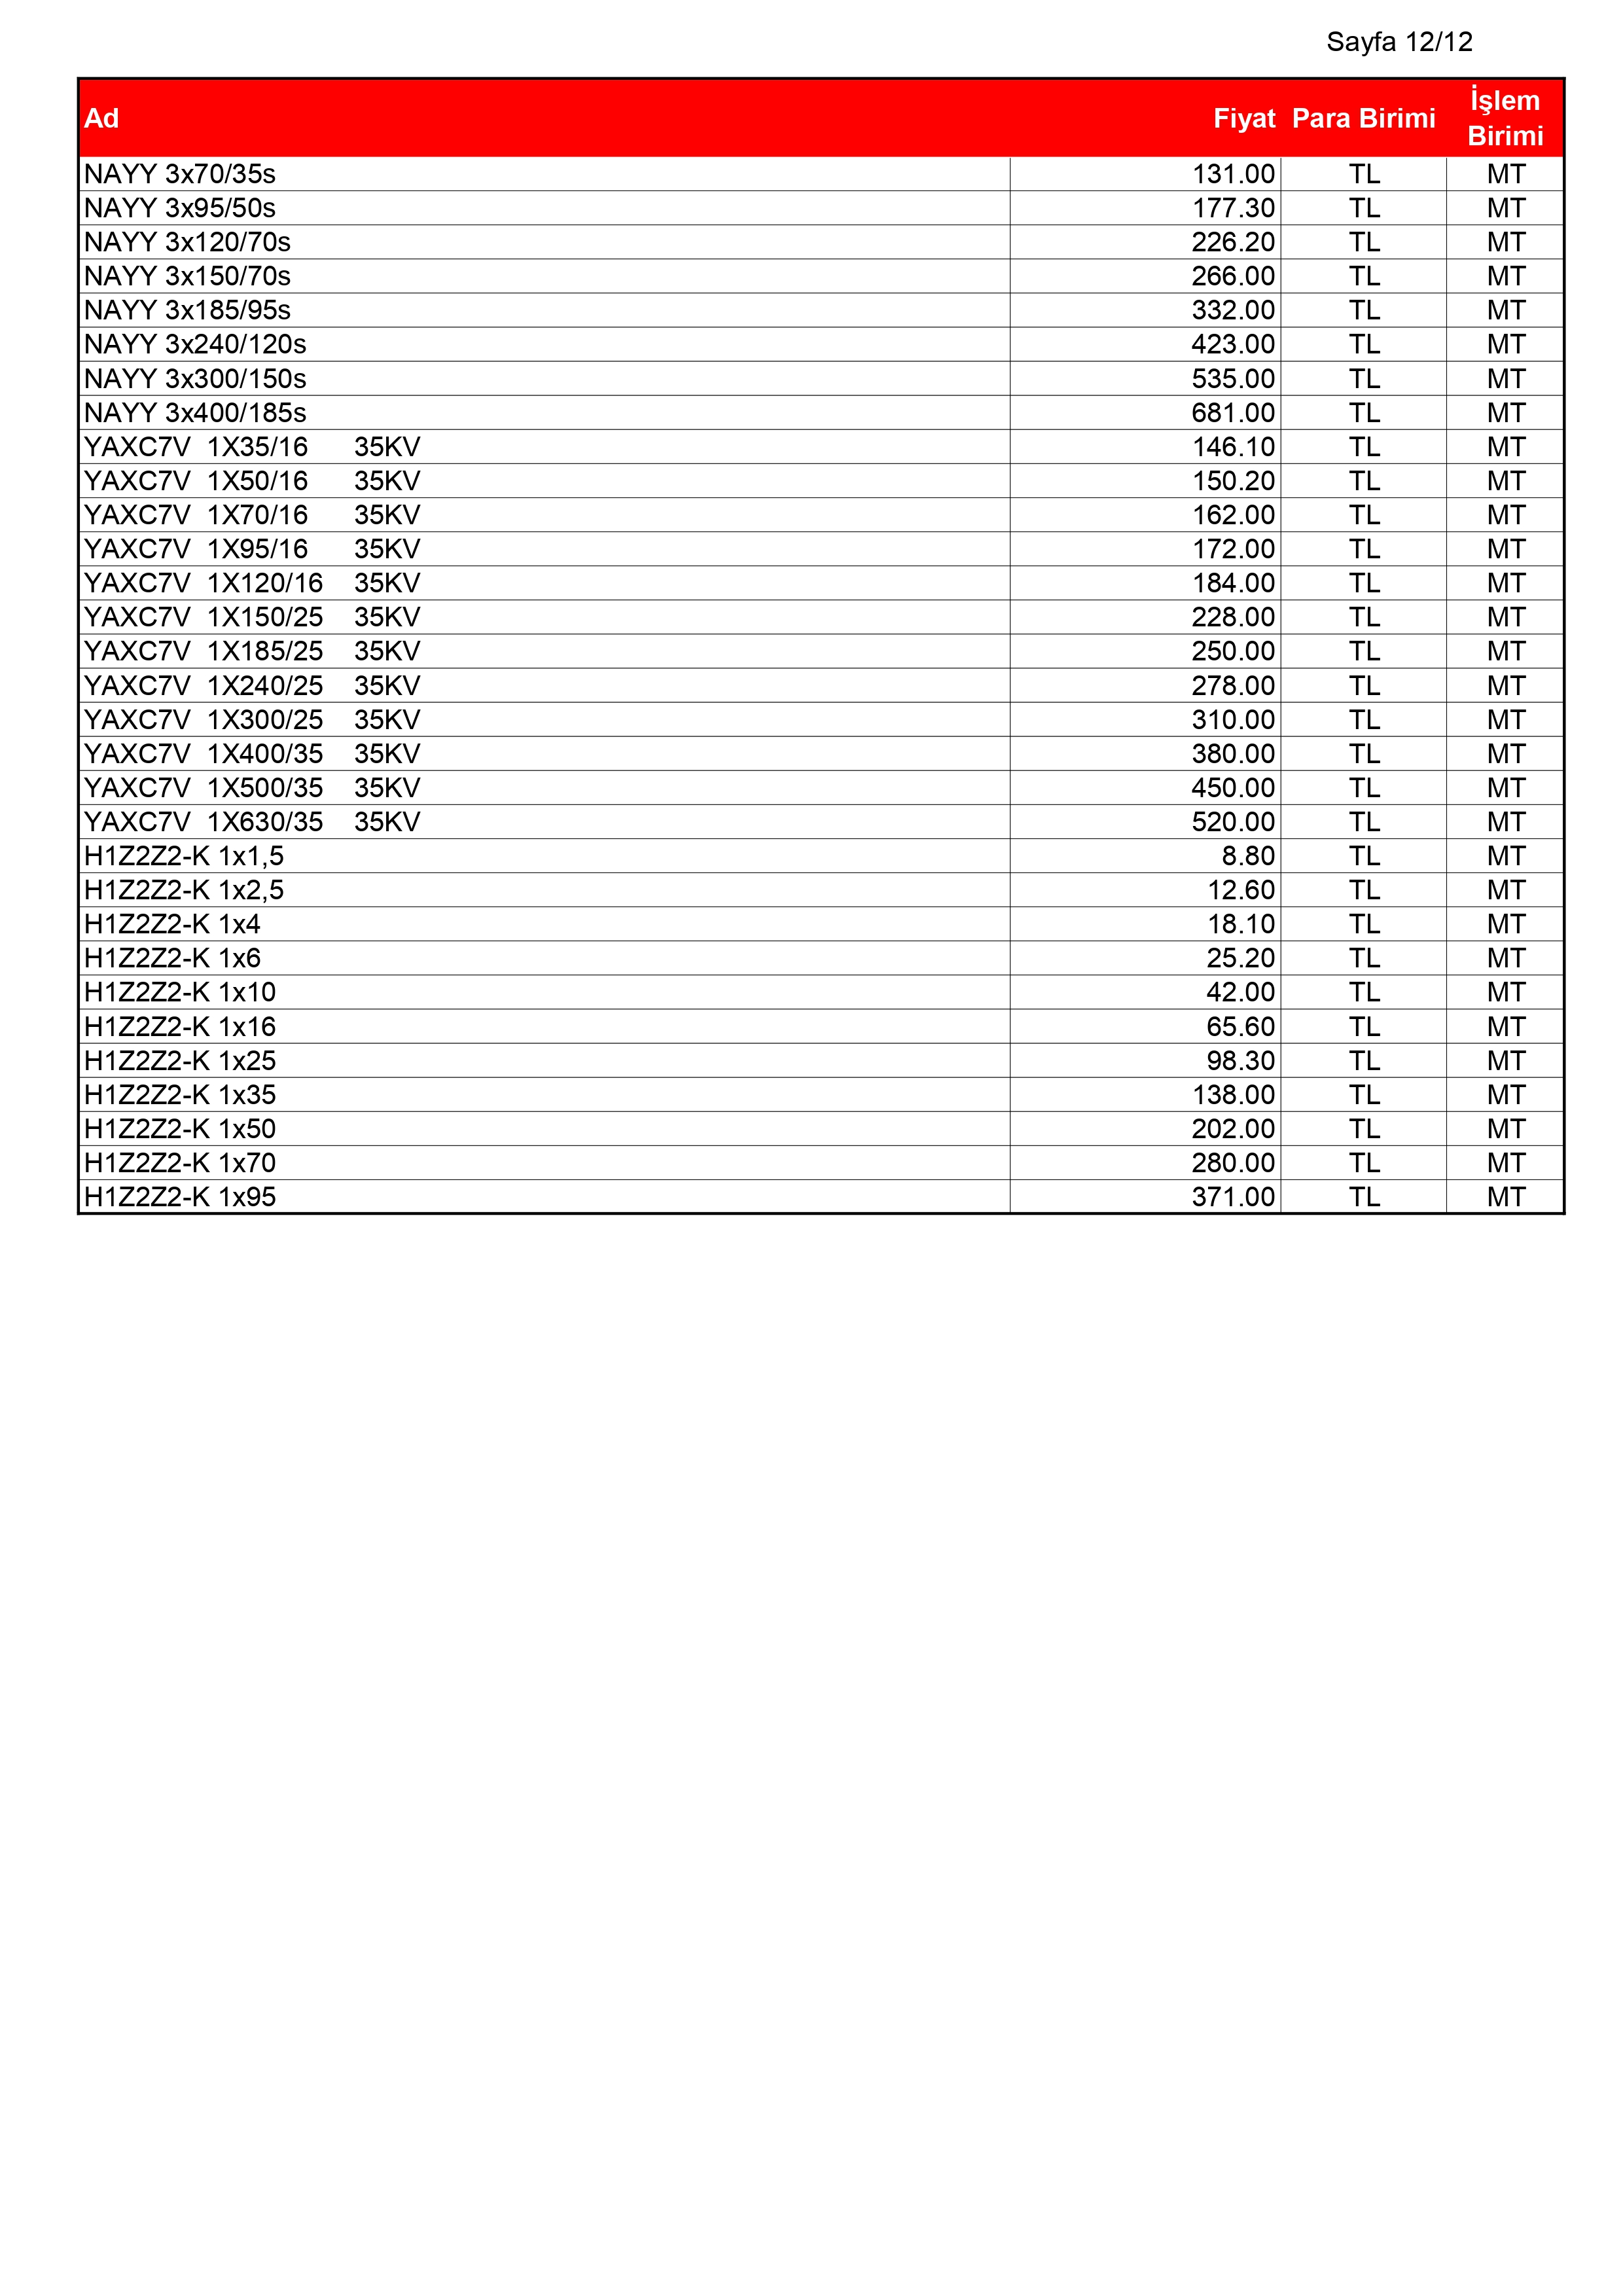 Sayfa 12/12
Ad Fiyat Para Birimi İşlem Birimi
NAYY 3x70/35s 131.00 TL MT
NAYY 3x95/50s 177.30 TL MT
NAYY 3x120/70s 226.20 TL MT
NAYY 3x150/70s 266.00 TL MT
NAYY 3x185/95s 332.00 TL MT
NAYY 3x240/120s 423.00 TL MT
NAYY 3x300/150s 535.00 TL MT
NAYY 3x400/185s 681.00 TL MT
YAXC7V 1X35/16 35KV 146.10 TL MT
YAXC7V 1X50/16 35KV 150.20 TL MT
YAXC7V 1X70/16 35KV 162.00 TL MT
YAXC7V 1X95/16 35KV 172.00 TL MT
YAXC7V 1X120/16 35KV 184.00 TL MT
YAXC7V 1X150/25 35KV 228.00 TL MT
YAXC7V 1X185/25 35KV 250.00 TL MT
YAXC7V 1X240/25 35KV 278.00 TL MT
YAXC7V 1X300/25 35KV 310.00 TL MT
YAXC7V 1X400/35 35KV 380.00 TL MT
YAXC7V 1X500/35 35KV 450.00 TL MT
YAXC7V 1X630/35 35KV 520.00 TL MT
H1Z2Z2-K 1x1,5 8.80 TL MT
H1Z2Z2-K 1x2,5 12.60 TL MT
H1Z2Z2-K 1x4 18.10 TL MT
H1Z2Z2-K 1x6 25.20 TL MT
H1Z2Z2-K 1x10 42.00 TL MT
H1Z2Z2-K 1x16 65.60 TL MT
H1Z2Z2-K 1x25 98.30 TL MT
H1Z2Z2-K 1x35 138.00 TL MT
H1Z2Z2-K 1x50 202.00 TL MT
H1Z2Z2-K 1x70 280.00 TL MT
H1Z2Z2-K 1x95 371.00 TL MT